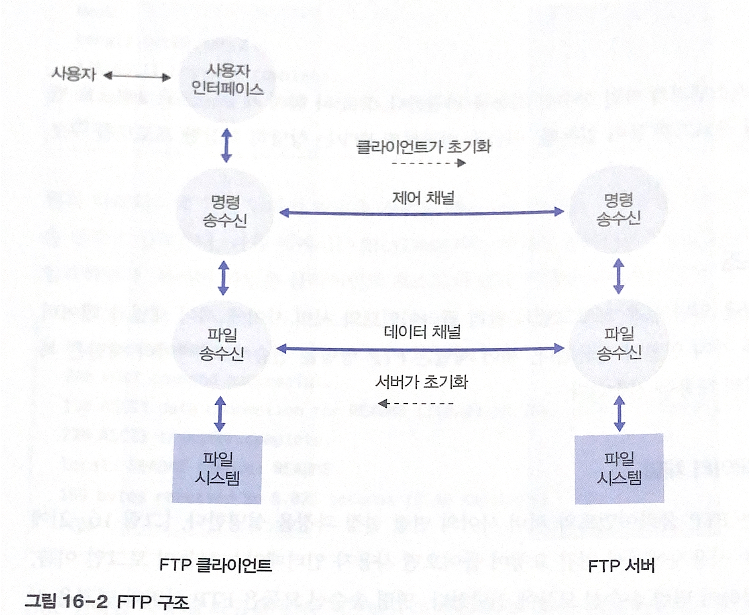 사용자
사용자
인터페이스
클라이언트가 초기화
명령
송수신
제어 채널
명령
송수신
파일
송수신
데이터 채널
파일
송수신
서버가 초기화
파일
시스템
파일
시스템
FTP 클라이언트
FTP 서버
그림 16-2 FTP 구조